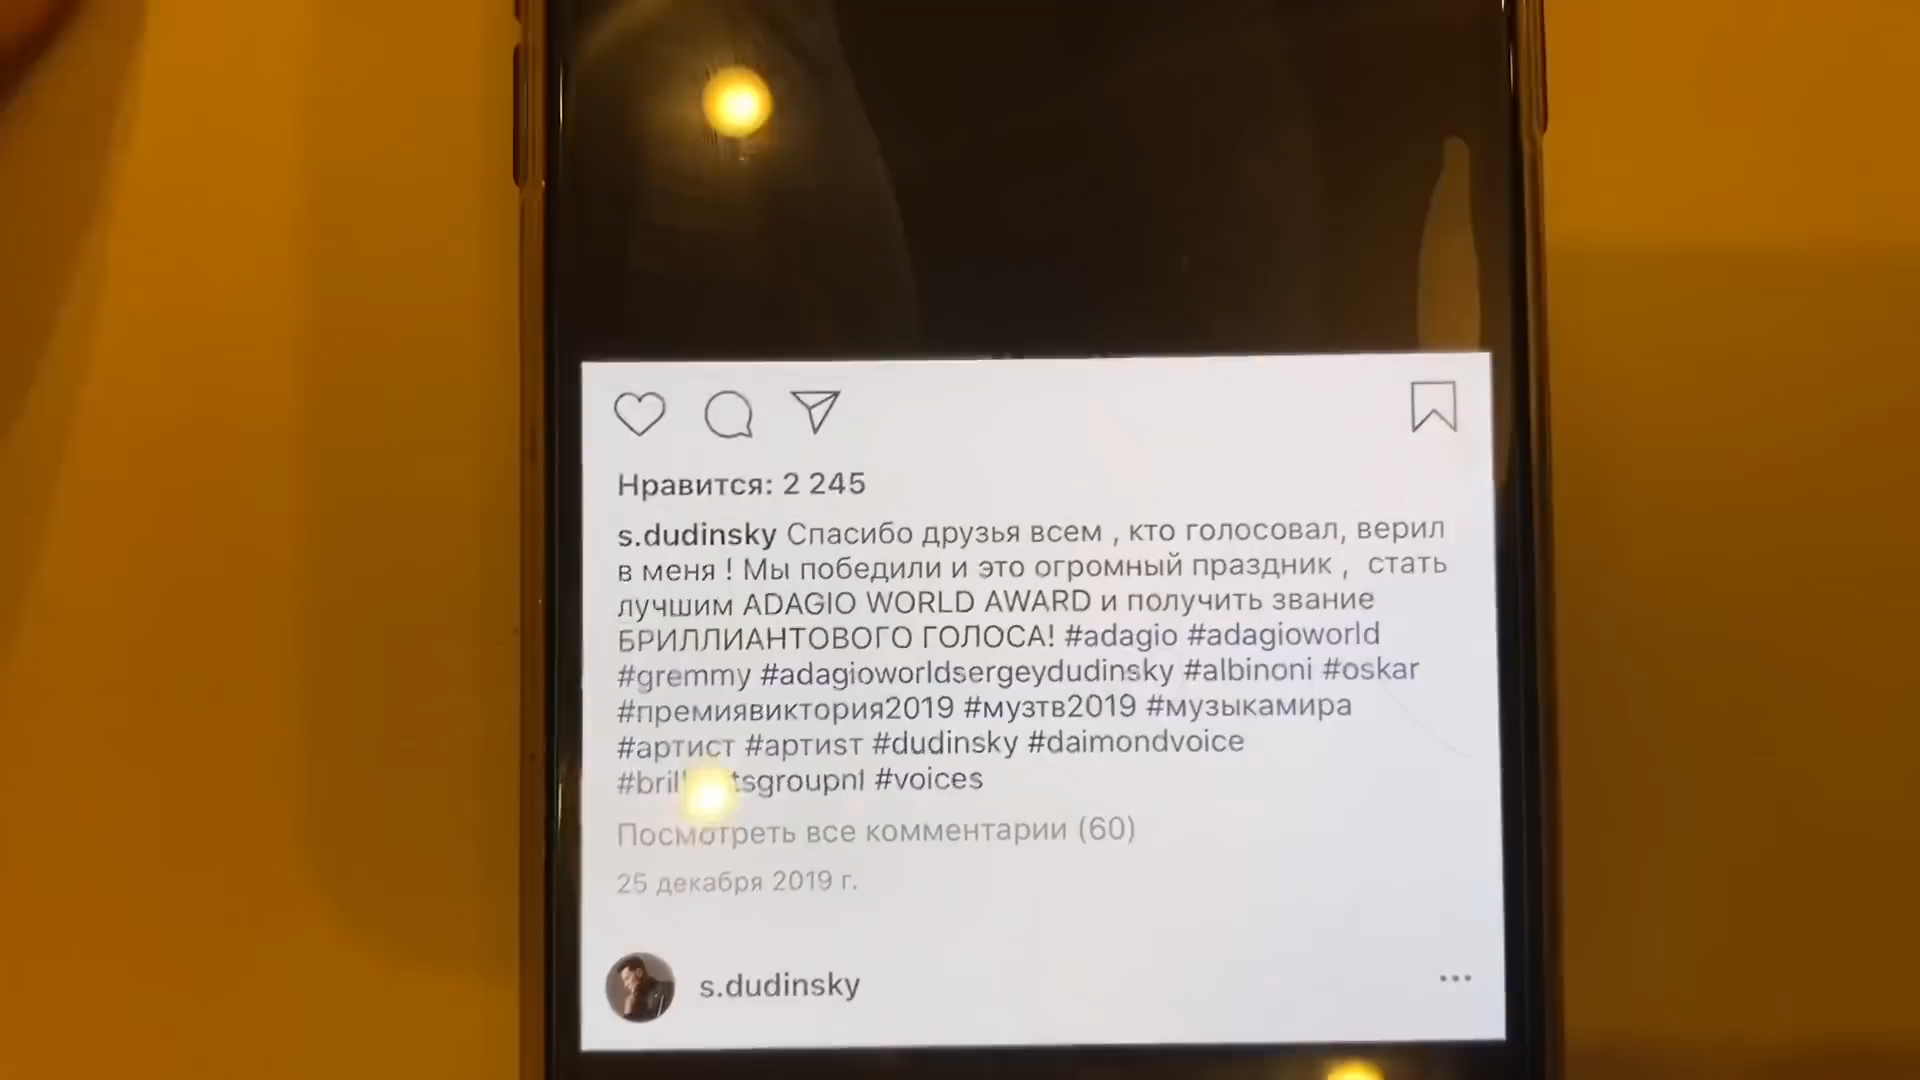 Нравится: 2 245
s.dudinsky Спасибо друзья всем , кто голосовал, верил
в меня ! Мы победили и это огромный праздник , стать
лучшим ADAGIO WORLD AWARD и получить звание
БРИЛЛИАНТОВОГО ГОЛОСА! #adagio #adagioworld
#gremmy #adagioworldsergeydudinsky #albinoni #oskar
#премиявиктория2019 #музтв2019 #музыкамира
#артист #артиsт #dudinsky #daimondvoice
#voices
Посмотреть все комментарии (60)
25 декабря 2019 г.
s.dudinsky